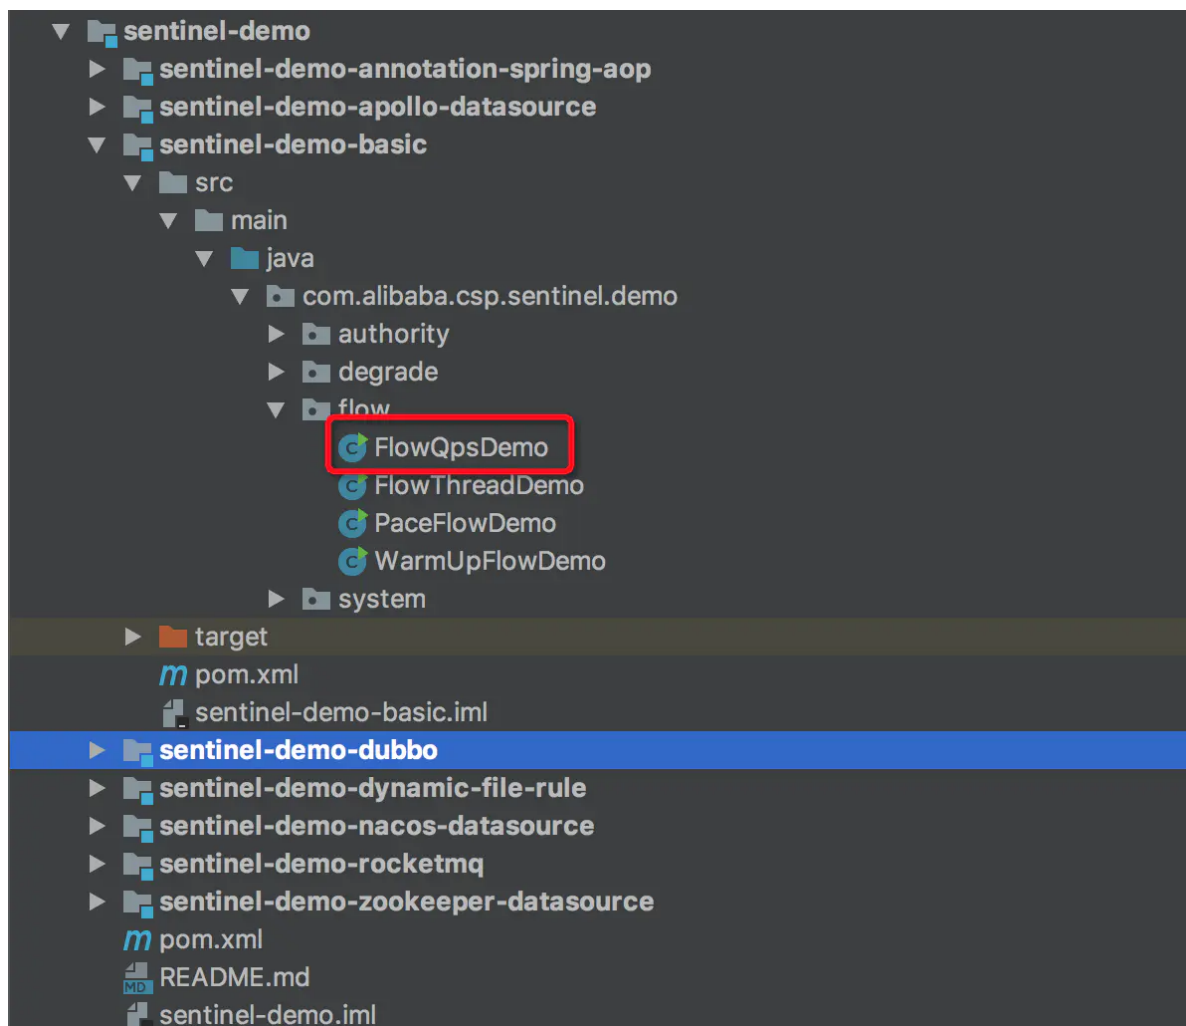 sentinel-demo
sentinel-demo-annotation-spring-aop
sentinel-demo-apollo-datasource
sentinel-demo-basic
src
main
java
com.alibaba.csp.sentinel.demo
authority
degrade
flow
C FlowQpsDemo
C FlowThreadDemo
C PaceFlowDemo
C WarmUpFlowDemo
system
target
m pom.xml
sentinel-demo-basic.iml
sentinel-demo-dubbo
sentinel-demo-dynamic-file-rule
sentinel-demo-nacos-datasource
sentinel-demo-rocketmq
sentinel-demo-zookeeper-datasource
m pom.xml
MD README.md
sentinel-demo.iml